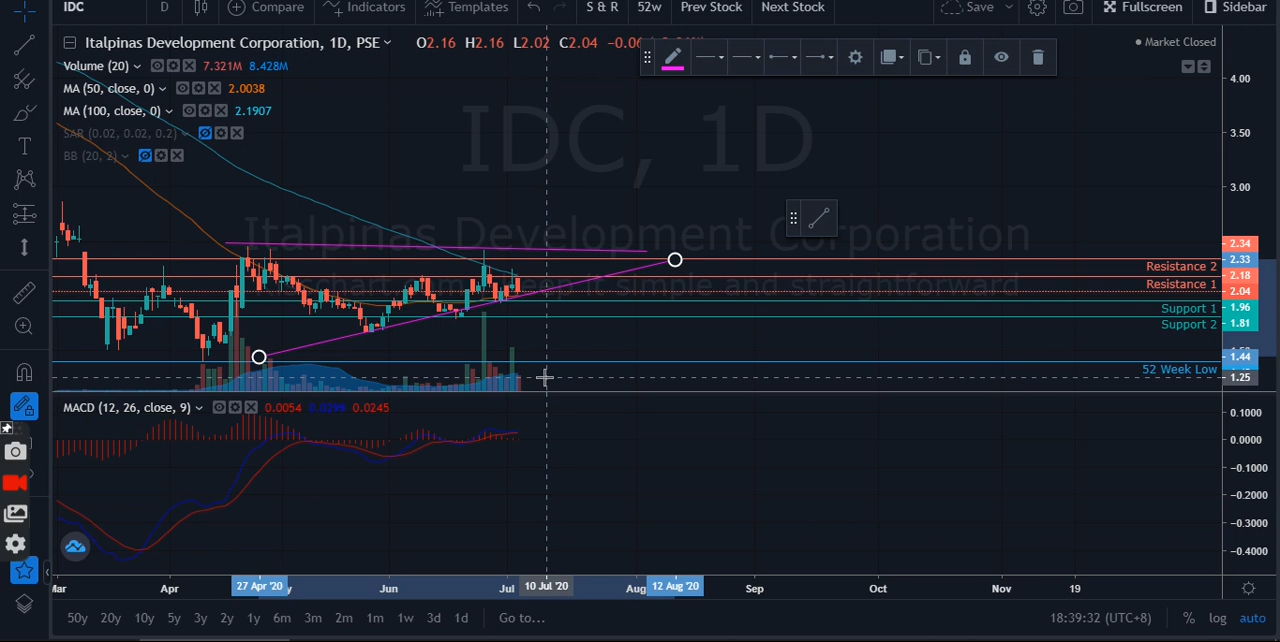 IDC D Compare Indicators Templates S & R 52w Prev Stock Next Stock Save Fullscreen Sidebar
Italpinas Development Corporation, 1D, PSE O2.16 H2.16 L2.02 C2.04
Market Closed
Volume (20) 7.321M 8.428M
MA (50, close, 0) 2.0038
MA (100, close, 0) 2.1907
SAR (0.02, 0.02, 0.2)
BB (20, 2)
IDC, 1D
Italpinas Development Corporation
4.00
3.50
3.00
2.34
2.33
Resistance 2
2.18
Resistance 1
2.04
Support 1
1.96
Support 2
1.81
1.44
52 Week Low
1.25
MACD (12, 26, close, 9) 0.0054 0.0299 0.0245
0.1000
0.0000
-0.1000
-0.2000
-0.3000
-0.4000
Mar Apr 27 Apr '20 Jun Jul 10 Jul '20 Aug 12 Aug '20 Sep Oct Nov 19
50y 20y 10y 5y 3y 2y 1y 6m 3m 2m 1m 1w 3d 1d Go to... 18:39:32 (UTC+8) % log auto